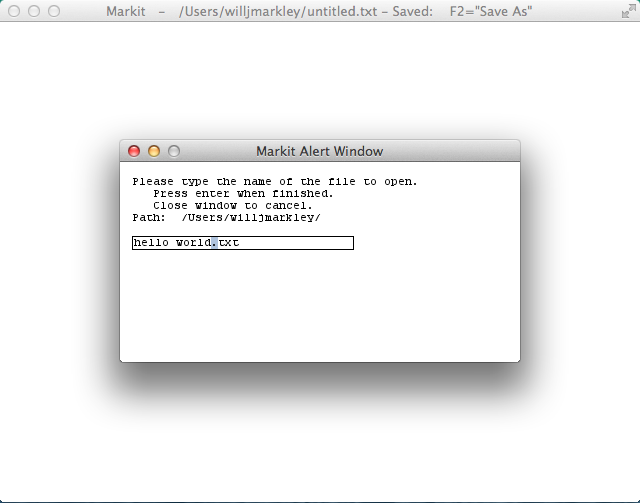 Markit - /Users/willjmarkley/untitled.txt - Saved: F2="Save As"
Markit Alert Window
Please type the name of the file to open.
Press enter when finished.
Close window to cancel.
Path: /Users/willjmarkley/
hello world.txt